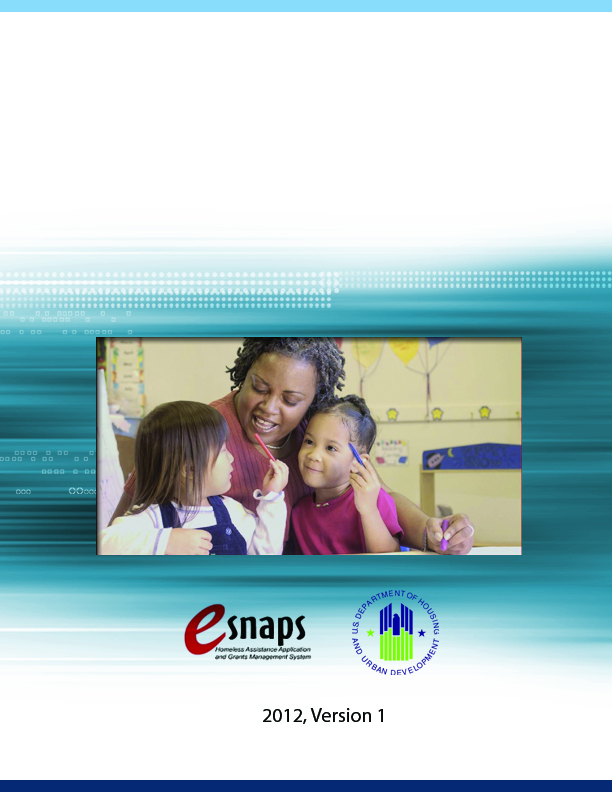 esnaps
Homeless Assistance Application
and Grants Management System
U.S. DEPARTMENT OF HOUSING
AND URBAN DEVELOPMENT
2012, Version 1